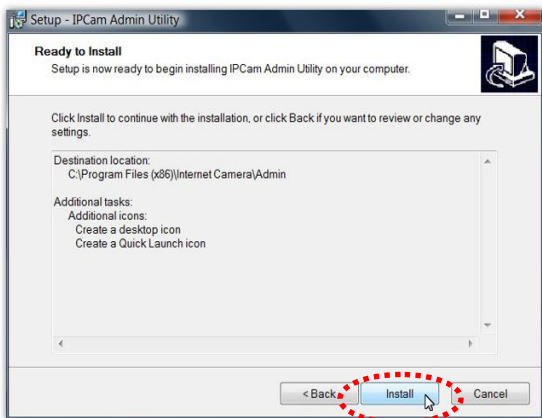 Setup - IPCam Admin Utility
Ready to Install
Setup is now ready to begin installing IPCam Admin Utility on your computer.
Click Install to continue with the installation, or click Back if you want to review or change any
settings.
Destination location:
C:\Program Files (x86)\Internet Camera\Admin
Additional tasks:
Additional icons:
Create a desktop icon
Create a Quick Launch icon
< Back
Install
Cancel